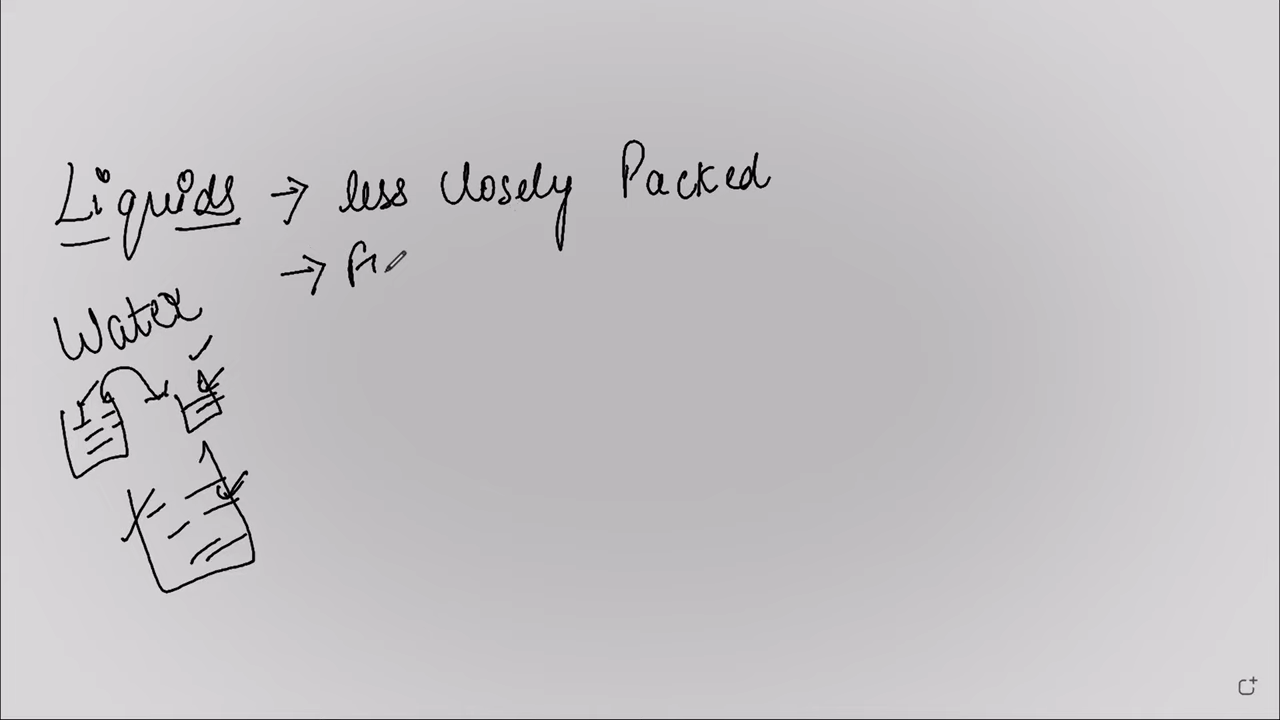 Liquids → less closely Packed
→
Water